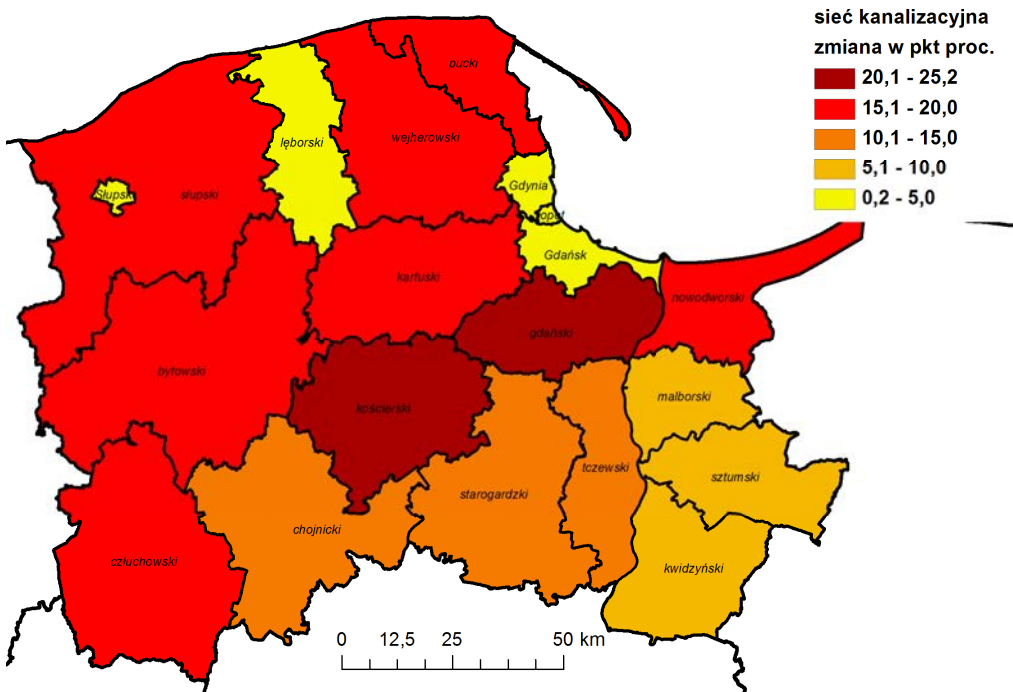 sieć kanalizacyjna
zmiana w pkt proc.
20,1 - 25,2
15,1 - 20,0
10,1 - 15,0
5,1 - 10,0
0,2 - 5,0
pucki
lęborski
wejherowski
Słupsk
słupski
Gdynia
Gdańsk
kartuski
nowodworski
gdański
bytowski
kościerski
malborski
tczewski
sztumski
starogardzki
chojnicki
człuchowski
kwidzyński
0 12,5 25 50 km